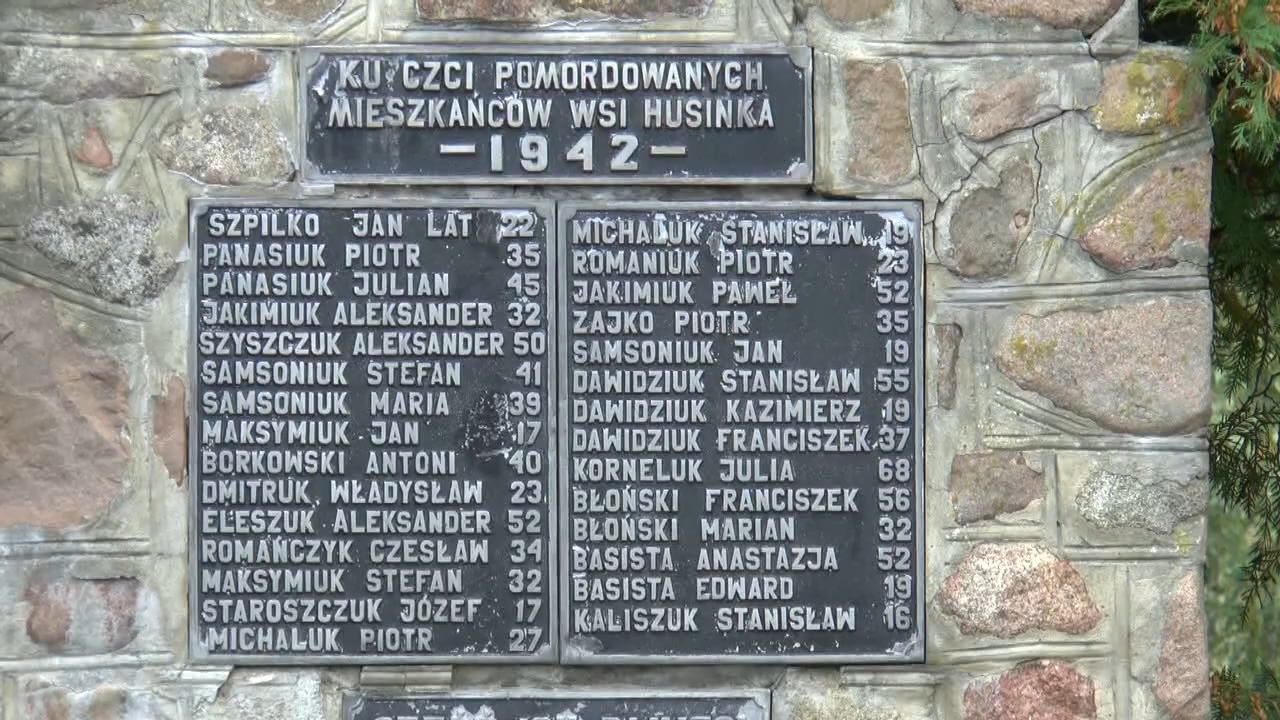 KU CZCI POMORDOWANYCH
MIESZKAŃCÓW WSI HUSINKA
—1942—
SZPILKO JAN LAT 22
PANASIUK PIOTR 35
PANASIUK JULIAN 45
JAKIMIUK ALEKSANDER 32
SZYSZCZUK ALEKSANDER 50
SAMSONIUK STEFAN 41
SAMSONIUK MARIA 39
MAKSYMIUK JAN 17
BORKOWSKI ANTONI 40
DMITRUK WŁADYSŁAW 23
ELESZUK ALEKSANDER 52
ROMAŃCZYK CZESŁAW 34
MAKSYMIUK STEFAN 32
STAROSZCZUK JÓZEF 17
MICHALUK PIOTR 27
MICHALUK STANISŁAW 19
ROMANIUK PIOTR 23
JAKIMIUK PAWEŁ 52
ZAJKO PIOTR 35
SAMSONIUK JAN 19
DAWIDZIUK STANISŁAW 55
DAWIDZIUK KAZIMIERZ 19
DAWIDZIUK FRANCISZEK 37
KORNELUK JULIA 68
BŁOŃSKI FRANCISZEK 56
BŁOŃSKI MARIAN 32
BASISTA ANASTAZJA 52
BASISTA EDWARD 19
KALISZUK STANISŁAW 16